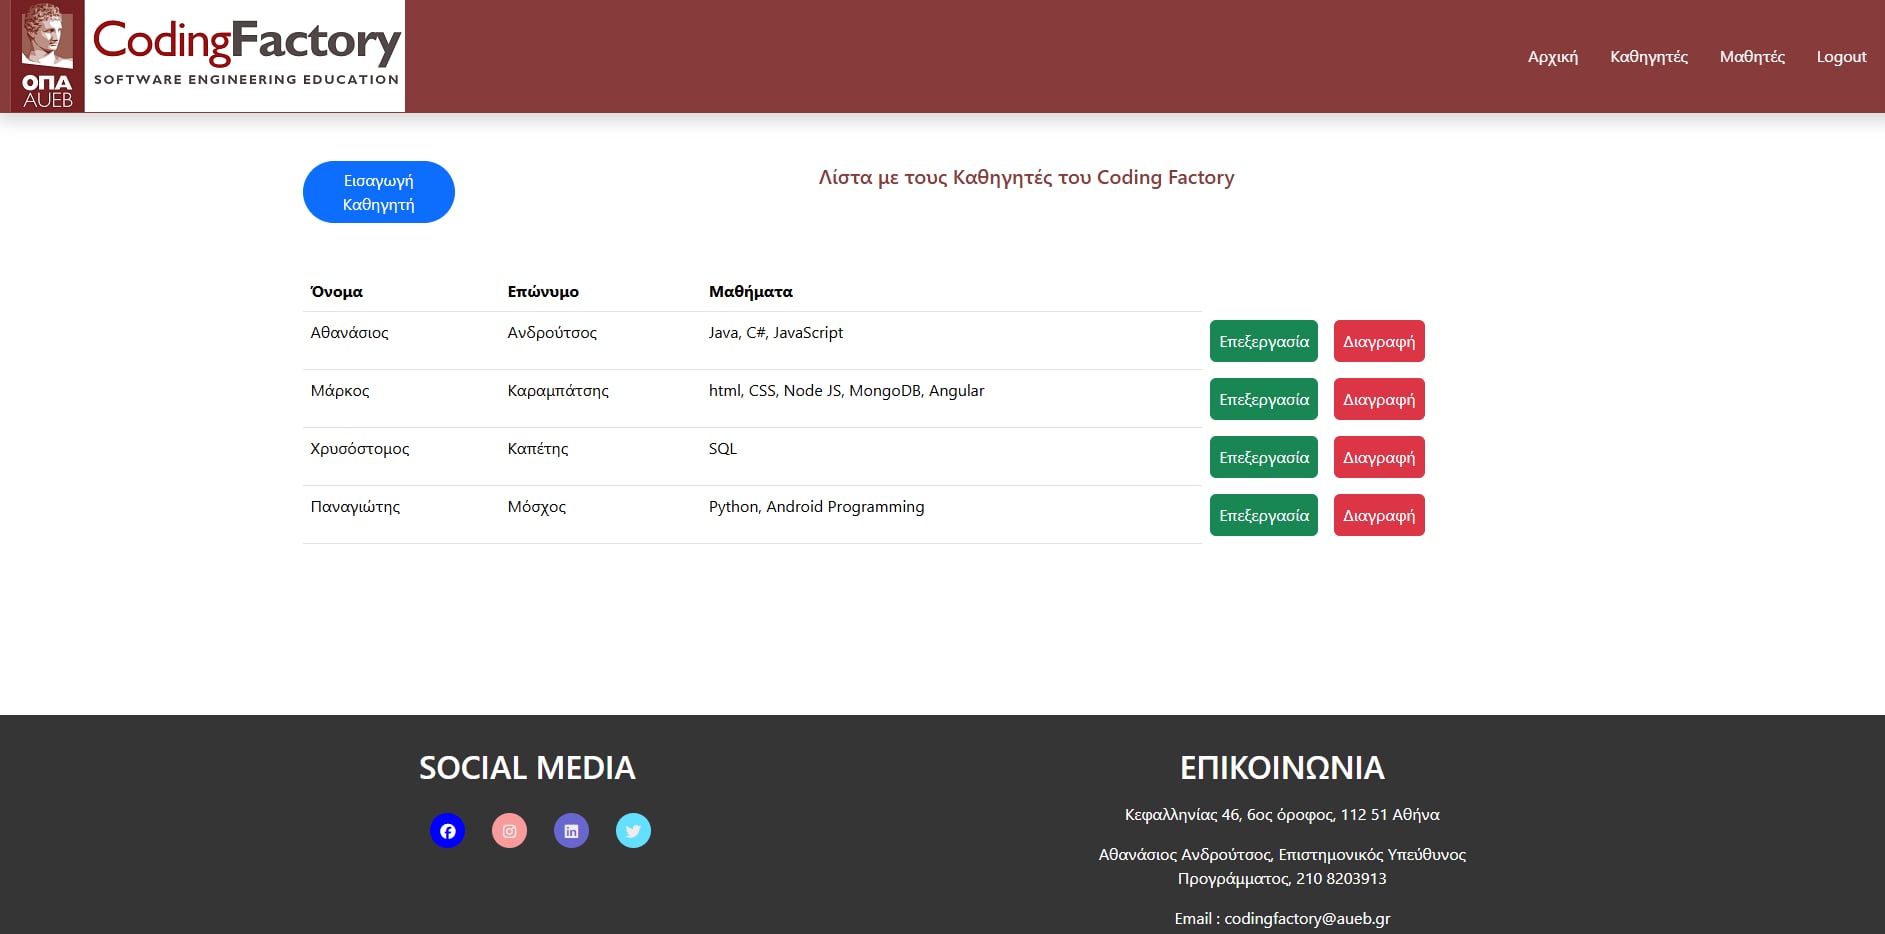 ΟΠΑ
AUEB
CodingFactory
SOFTWARE ENGINEERING EDUCATION
Αρχική Καθηγητές Μαθητές Logout
Εισαγωγή
Καθηγητή
Λίστα με τους Καθηγητές του Coding Factory
Όνομα Επώνυμο Μαθήματα
Αθανάσιος Ανδρούτσος Java, C#, JavaScript Επεξεργασία Διαγραφή
Μάρκος Καραμπάτσης html, CSS, Node JS, MongoDB, Angular Επεξεργασία Διαγραφή
Χρυσόστομος Καπέτης SQL Επεξεργασία Διαγραφή
Παναγιώτης Μόσχος Python, Android Programming Επεξεργασία Διαγραφή
SOCIAL MEDIA
ΕΠΙΚΟΙΝΩΝΙΑ
Κεφαλληνίας 46, 6ος όροφος, 112 51 Αθήνα
Αθανάσιος Ανδρούτσος, Επιστημονικός Υπεύθυνος
Προγράμματος, 210 8203913
Email : codingfactory@aueb.gr